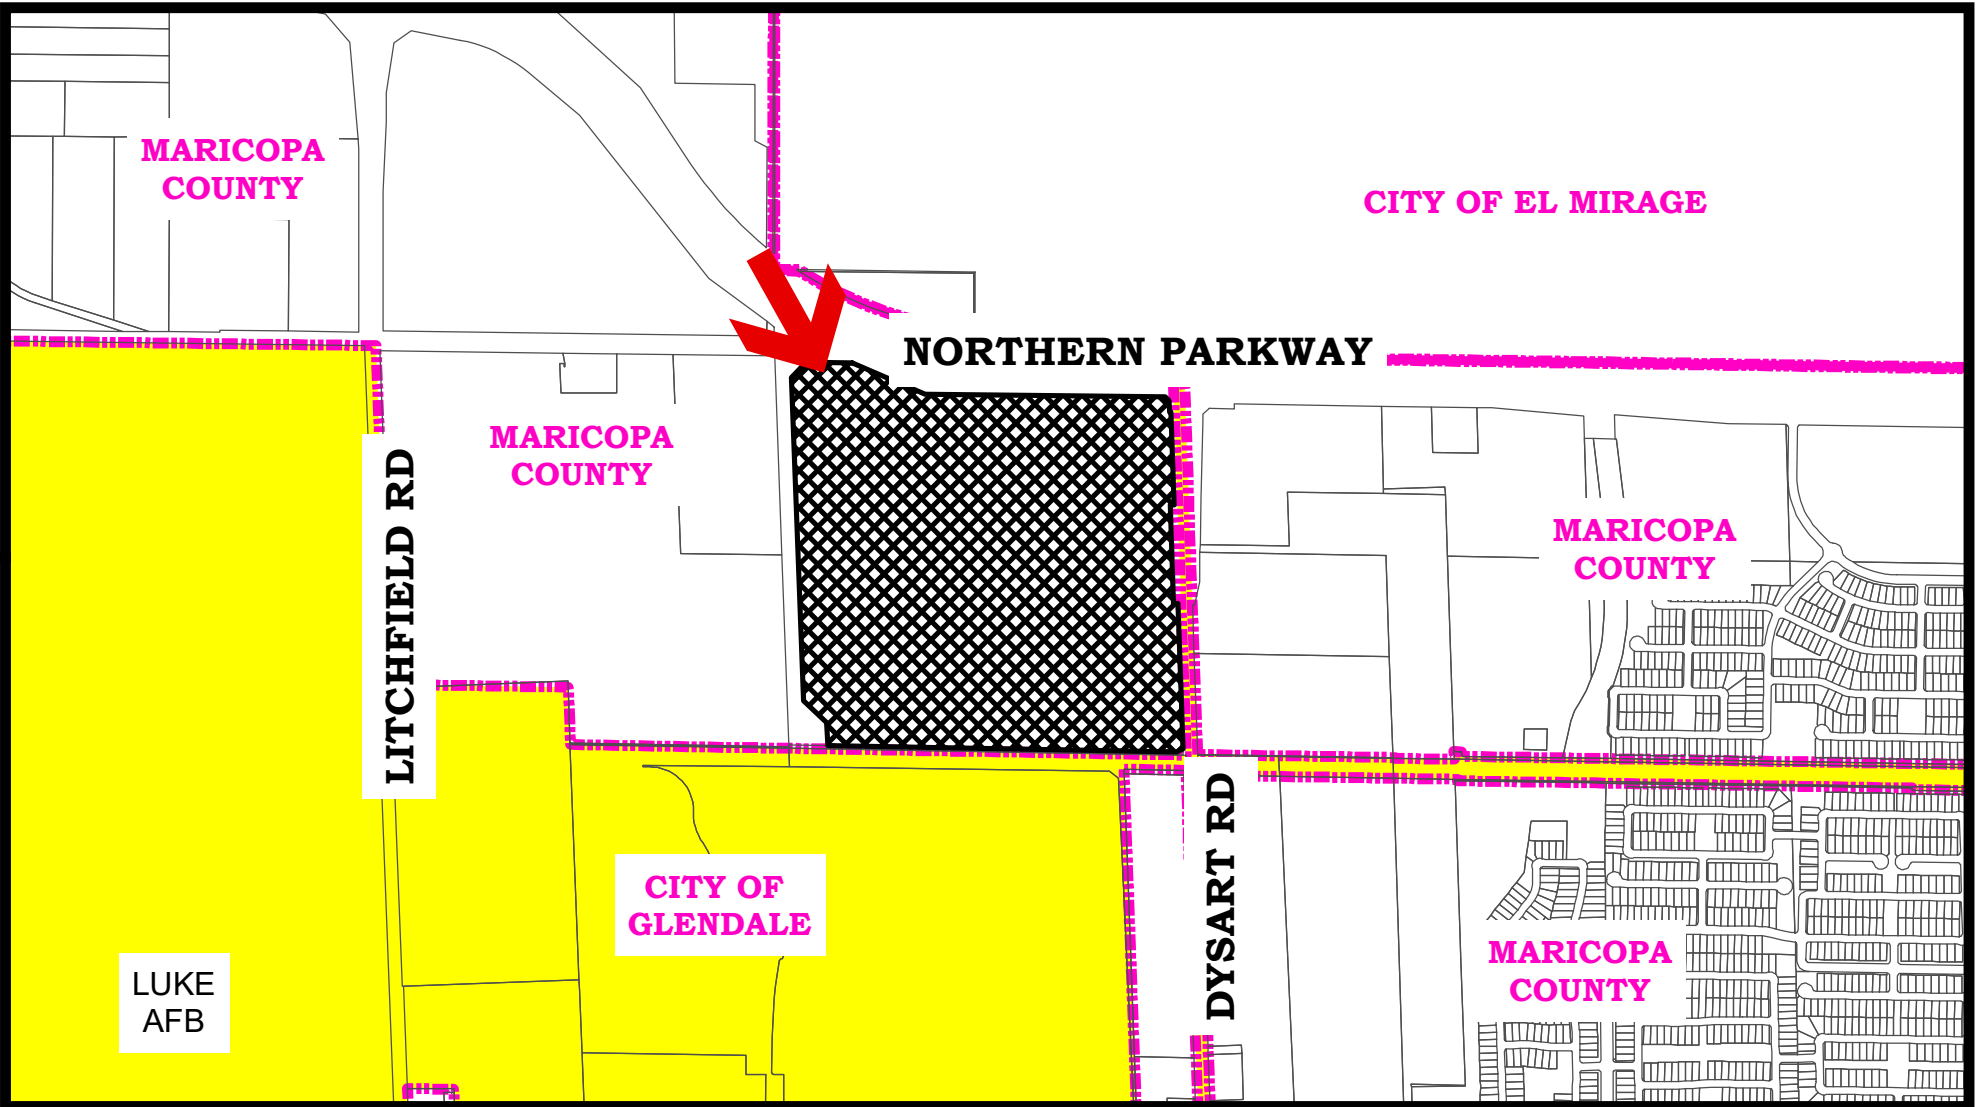 MARICOPA
COUNTY
CITY OF EL MIRAGE
NORTHERN PARKWAY
MARICOPA
COUNTY
LITCHFIELD RD
MARICOPA
COUNTY
CITY OF
GLENDALE
DYSART RD
MARICOPA
COUNTY
LUKE
AFB